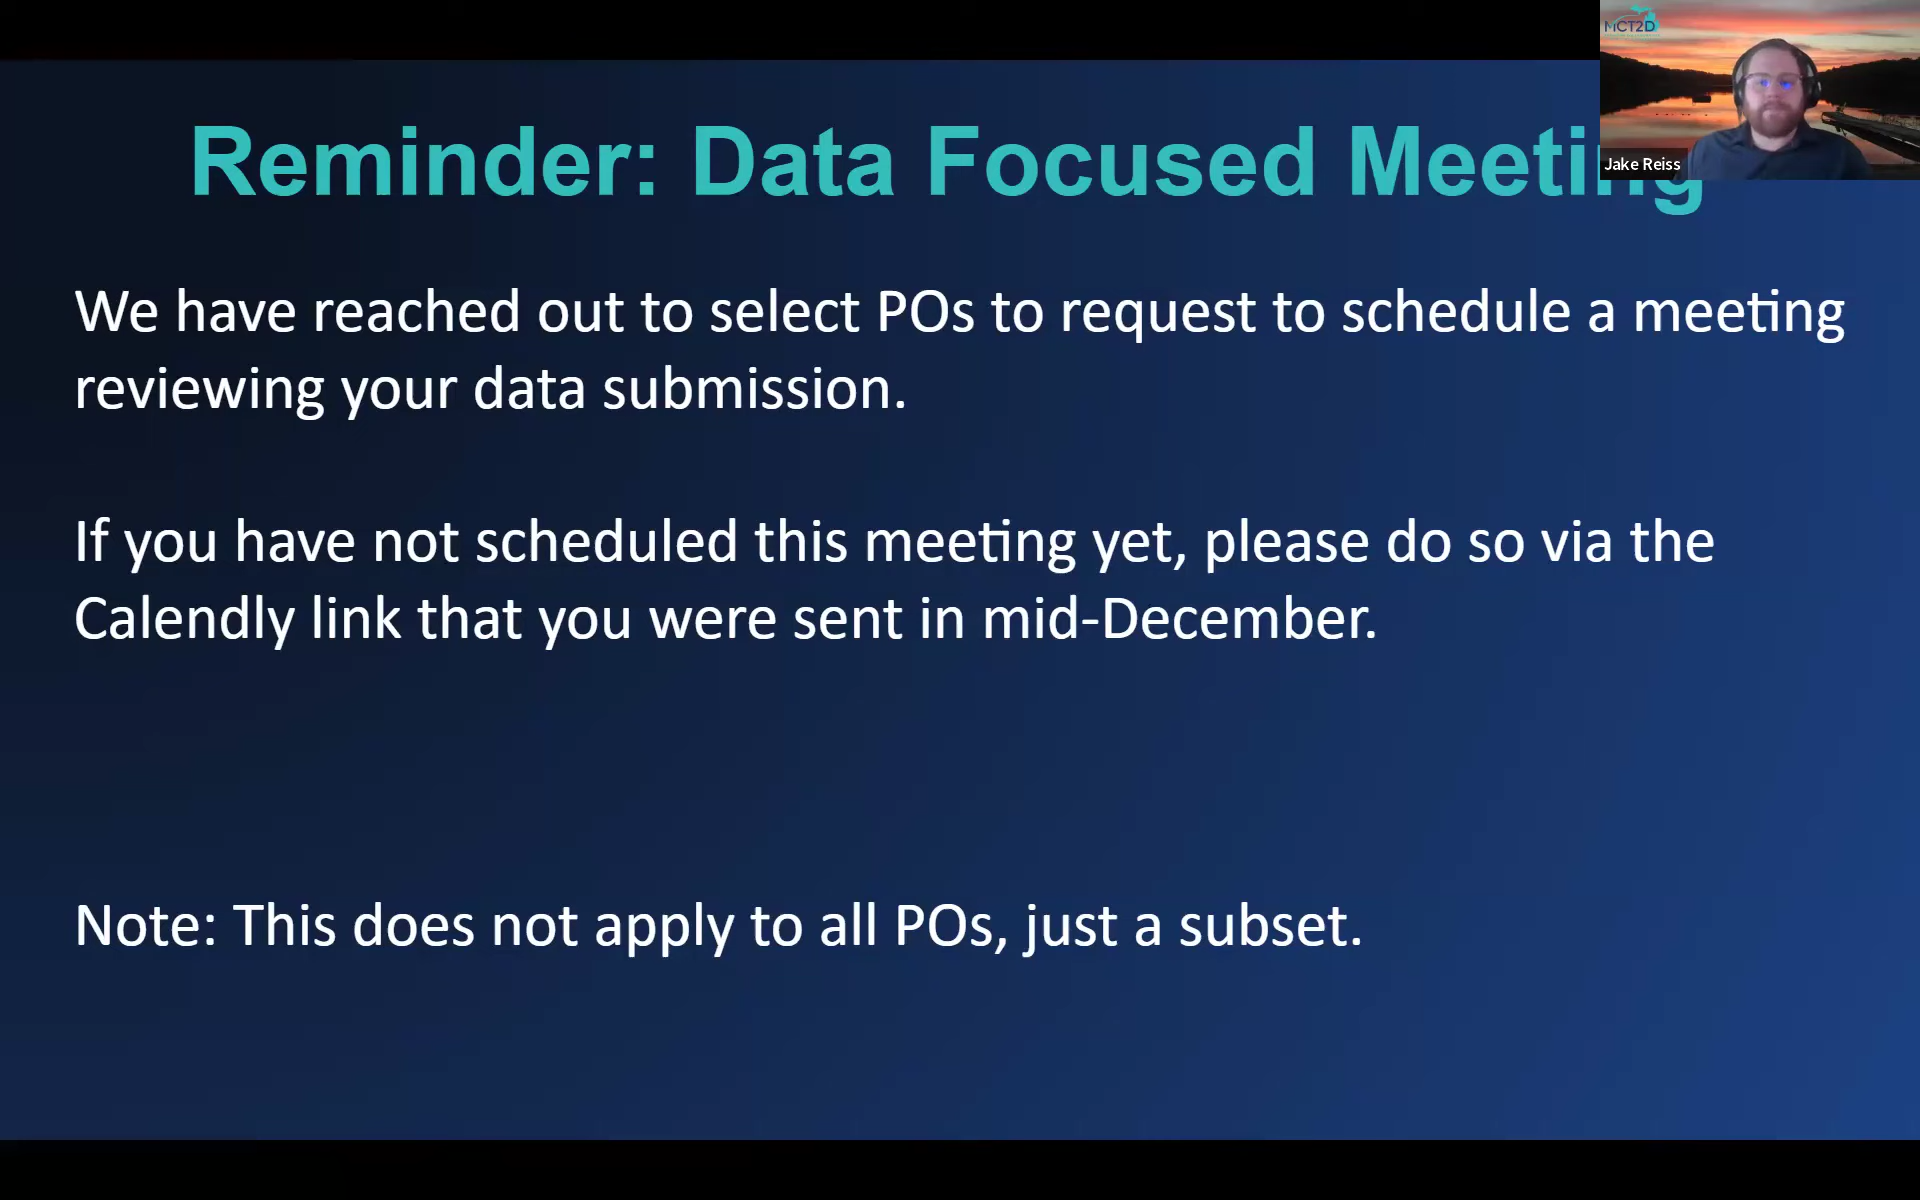 MCT2D
Jake Reiss
Reminder: Data Focused Meeting
We have reached out to select POs to request to schedule a meeting
reviewing your data submission.
If you have not scheduled this meeting yet, please do so via the
Calendly link that you were sent in mid-December.
Note: This does not apply to all POs, just a subset.